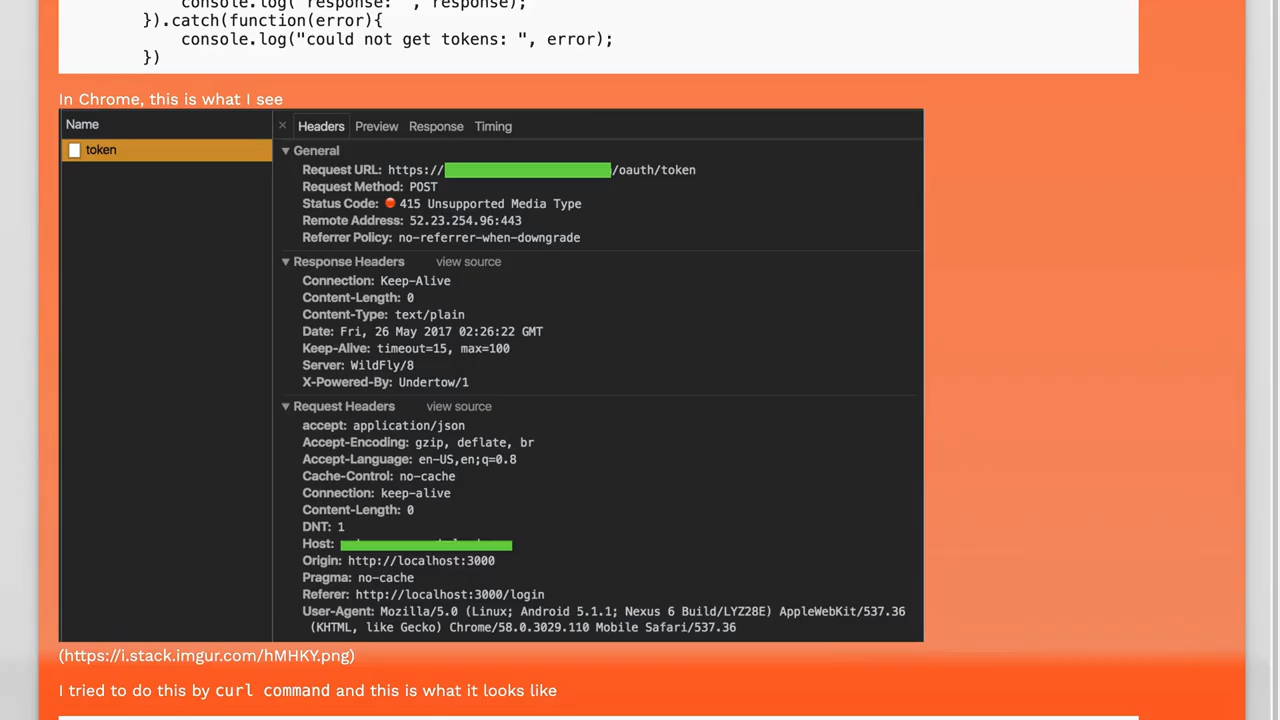 console.log("response: ", response);
}).catch(function(error){
console.log("could not get tokens: ", error);
})
In Chrome, this is what I see
Name
Headers Preview Response Timing
token
General
Request URL: https:// /oauth/token
Request Method: POST
Status Code: 415 Unsupported Media Type
Remote Address: 52.23.254.96:443
Referrer Policy: no-referrer-when-downgrade
Response Headers view source
Connection: Keep-Alive
Content-Length: 0
Content-Type: text/plain
Date: Fri, 26 May 2017 02:26:22 GMT
Keep-Alive: timeout=15, max=100
Server: WildFly/8
X-Powered-By: Undertow/1
Request Headers view source
accept: application/json
Accept-Encoding: gzip, deflate, br
Accept-Language: en-US,en;q=0.8
Cache-Control: no-cache
Connection: keep-alive
Content-Length: 0
DNT: 1
Host:
Origin: http://localhost:3000
Pragma: no-cache
Referer: http://localhost:3000/login
User-Agent: Mozilla/5.0 (Linux; Android 5.1.1; Nexus 6 Build/LYZ28E) AppleWebKit/537.36
(KHTML, like Gecko) Chrome/58.0.3029.110 Mobile Safari/537.36
(https://i.stack.imgur.com/hMHKY.png)
I tried to do this by curl command and this is what it looks like